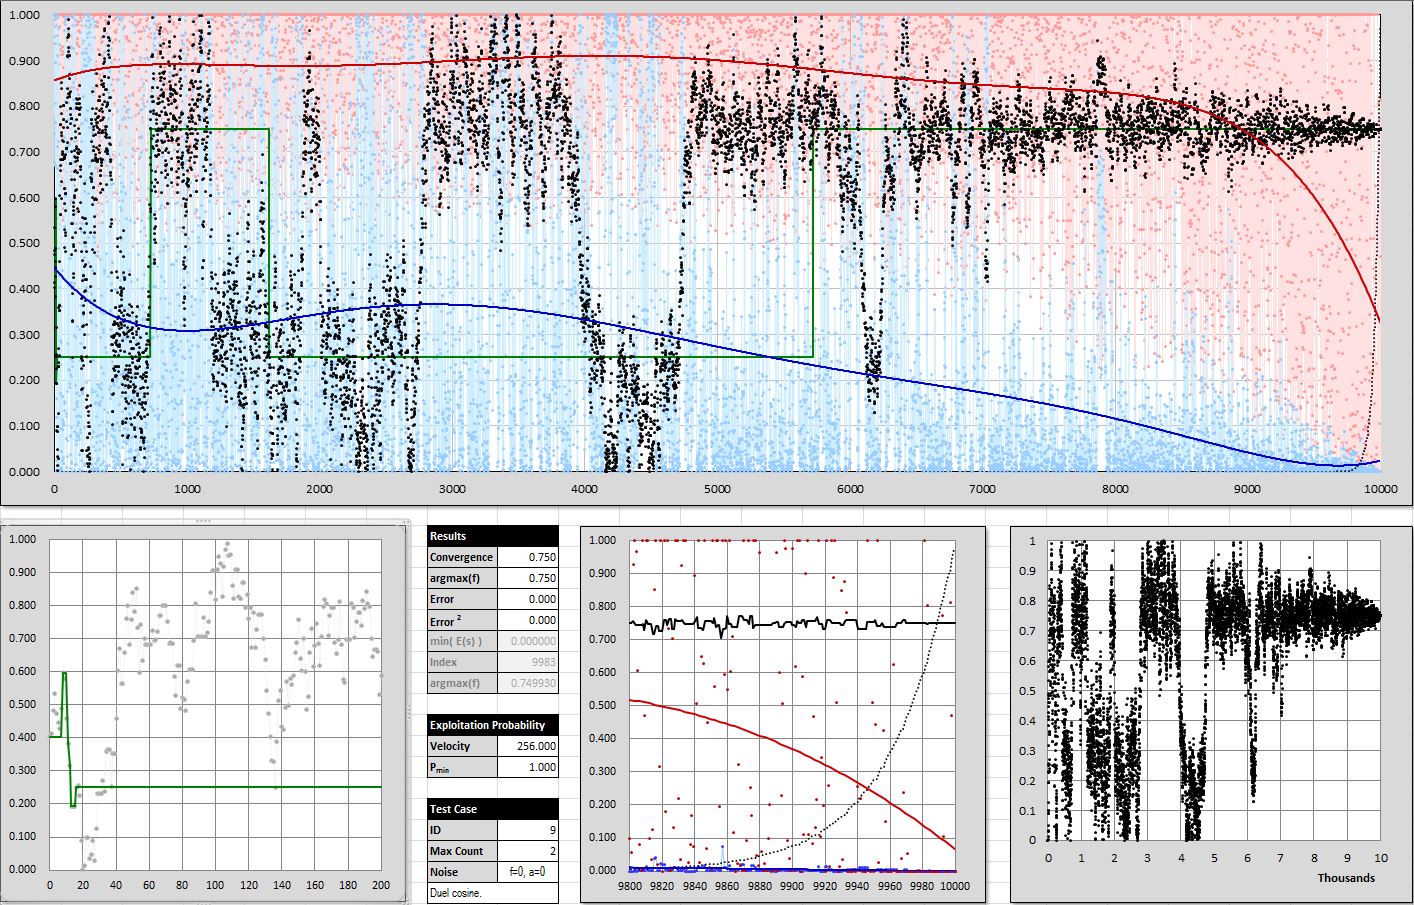 1.000
0.900
0.800
0.700
0.600
0.500
0.400
0.300
0.200
0.100
0.000
0 1000 2000 3000 4000 5000 6000 7000 8000 9000 10000
1.000
0.900
0.800
0.700
0.600
0.500
0.400
0.300
0.200
0.100
0.000
0 20 40 60 80 100 120 140 160 180 200
Results
Convergence 0.750
argmax(f) 0.750
Error 0.000
Error ² 0.000
min( E(s) ) 0.000000
Index 9983
argmax(f) 0.749930
Exploitation Probability
Velocity 256.000
Pmin 1.000
Test Case
ID 9
Max Count 2
Noise f=0, a=0
Duel cosine.
1.000
0.900
0.800
0.700
0.600
0.500
0.400
0.300
0.200
0.100
0.000
9800 9820 9840 9860 9880 9900 9920 9940 9960 9980 10000
1
0.9
0.8
0.7
0.6
0.5
0.4
0.3
0.2
0.1
0
0 1 2 3 4 5 6 7 8 9 10
Thousands